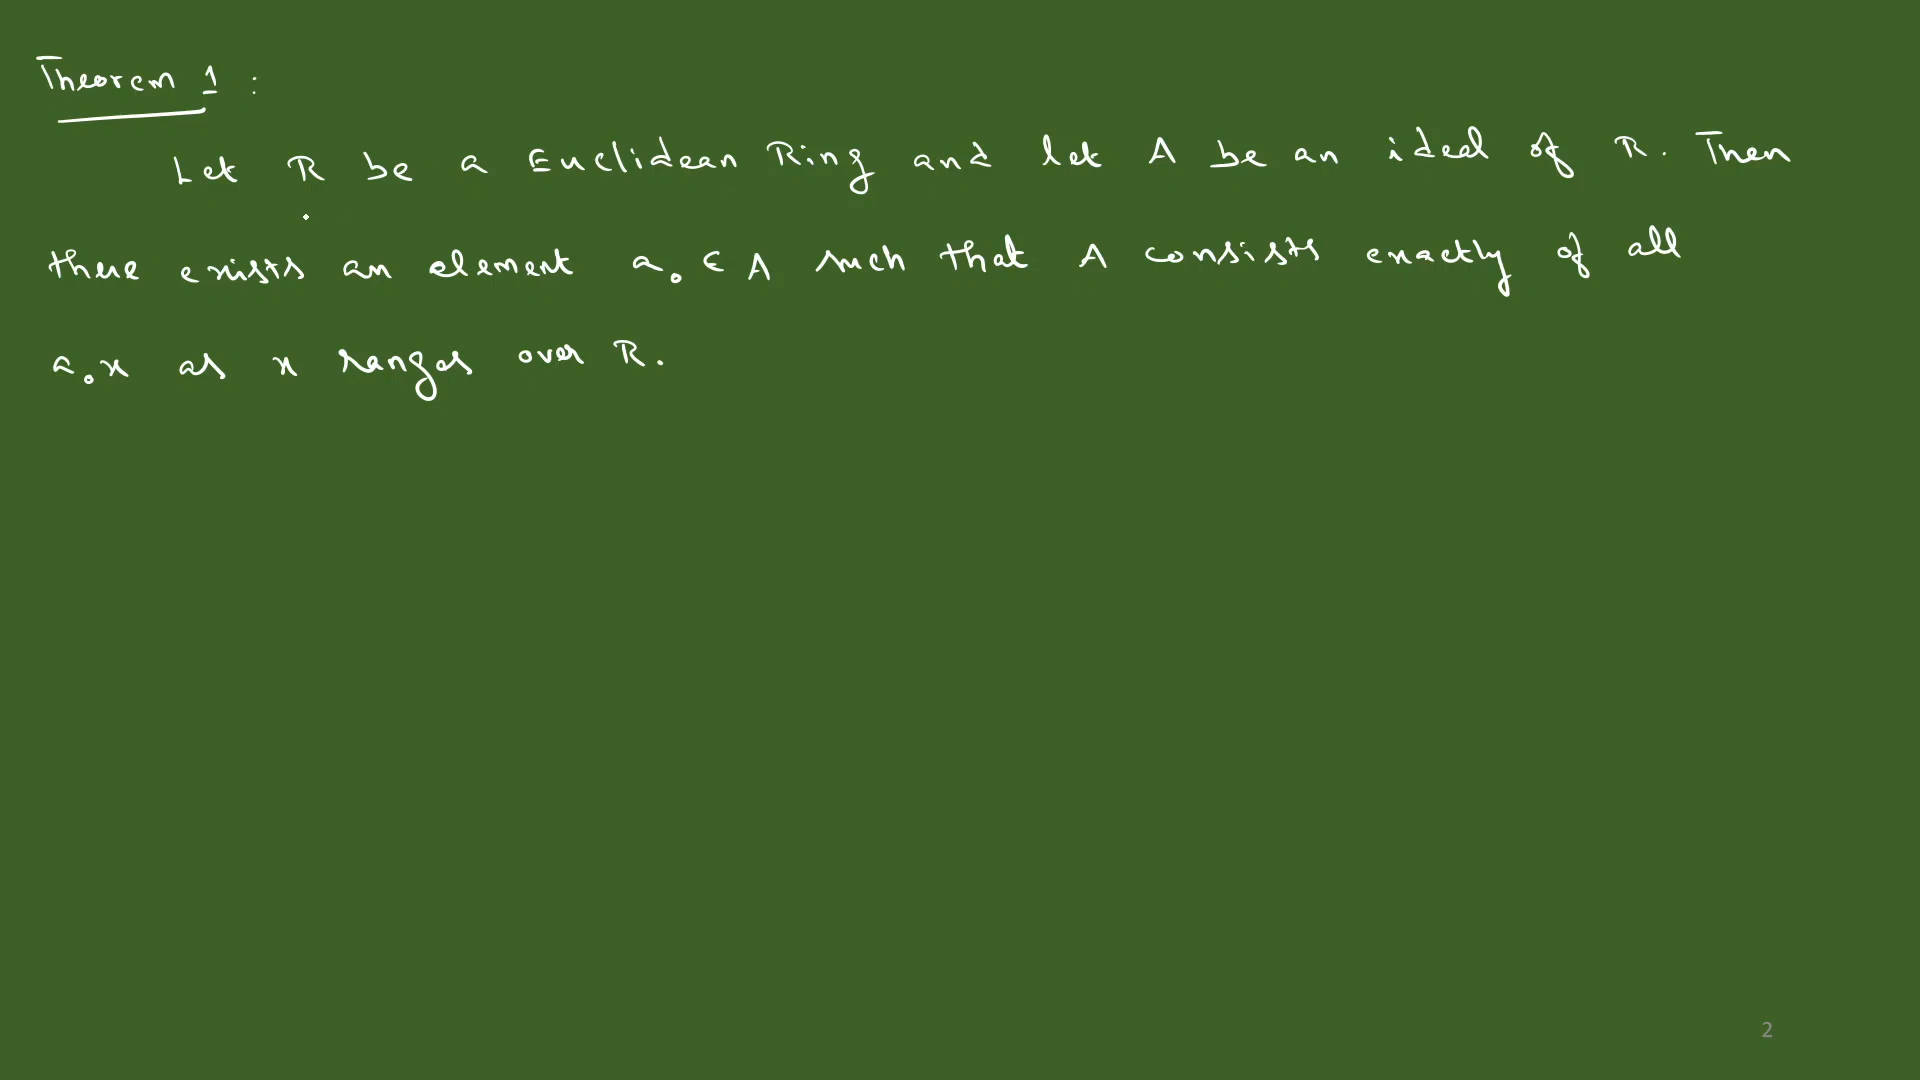 Theorem 1 :
Let R be a Euclidean Ring and let A be an ideal of R. Then
there exists an element a₀ ∈ A such that A consists exactly of all
a₀x as x ranges over R.
2